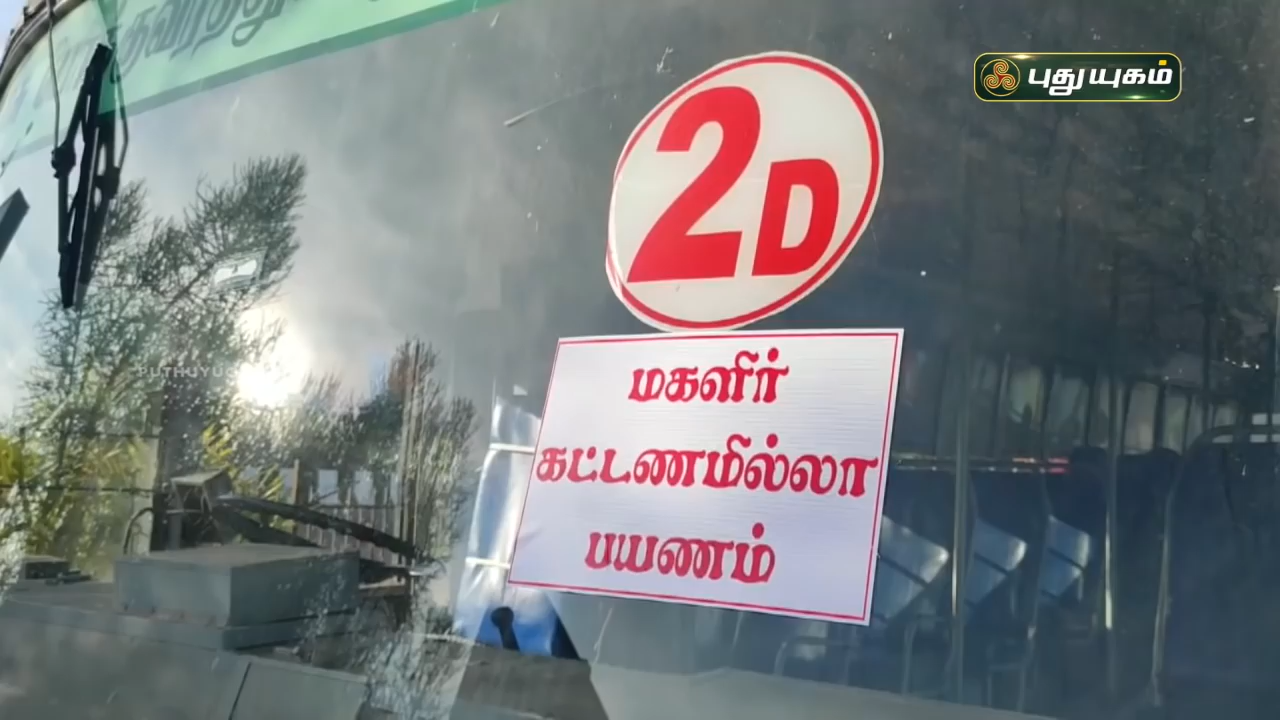 புதுயுகம்
2D
மகளிர்
கட்டணமில்லா
பயணம்